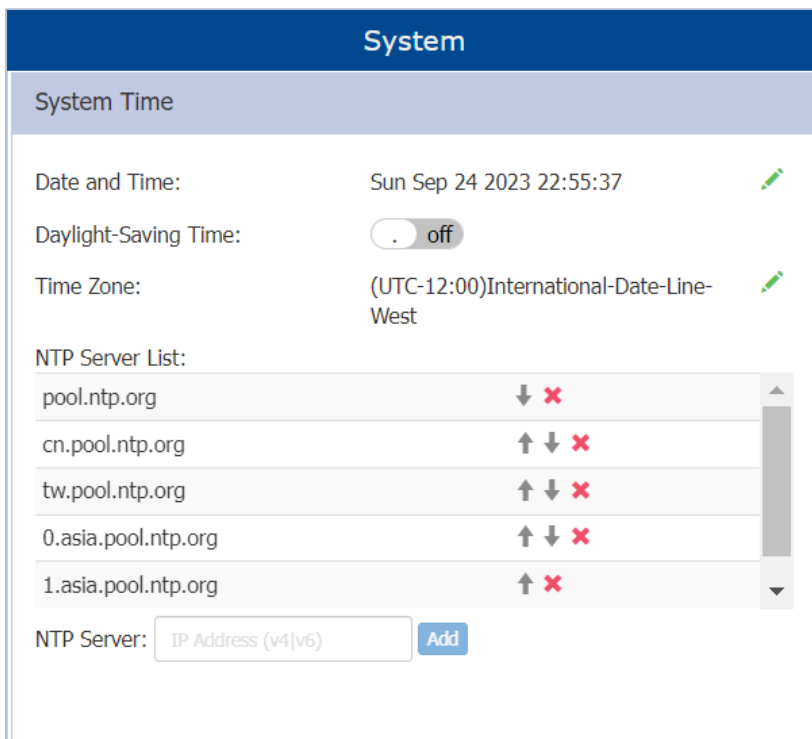 System
System Time
Date and Time: Sun Sep 24 2023 22:55:37
Daylight-Saving Time: . off
Time Zone: (UTC-12:00)International-Date-Line-
West
NTP Server List:
pool.ntp.org
cn.pool.ntp.org
tw.pool.ntp.org
0.asia.pool.ntp.org
1.asia.pool.ntp.org
NTP Server: IP Address (v4|v6) Add